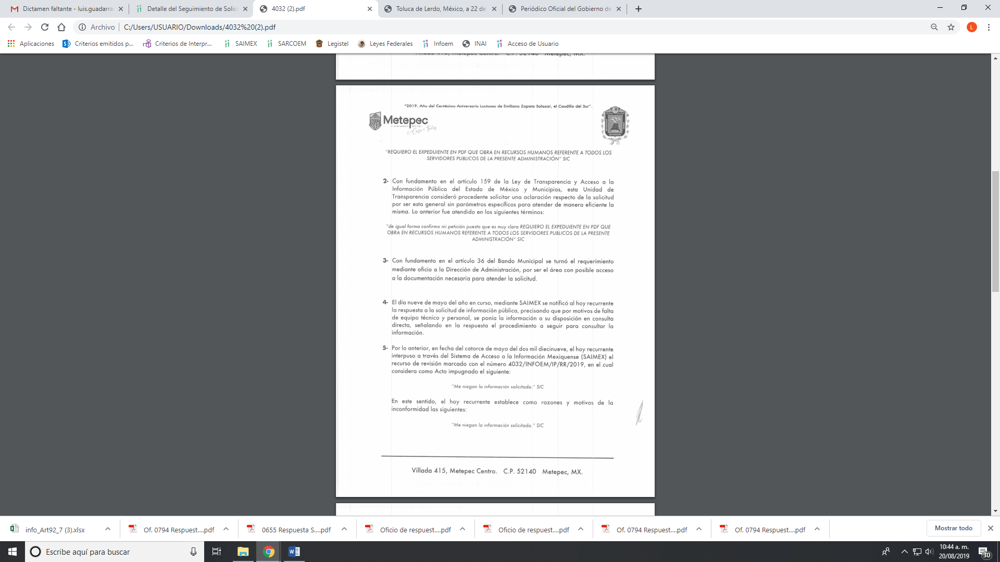 Dictamen faltante - luis.guadarra
Detalle del Seguimiento de Solici
4032 (2).pdf
Toluca de Lerdo, México, a 22 de
Periódico Oficial del Gobierno de
Archivo
C:/Users/USUARIO/Downloads/4032%20(2).pdf
L
Aplicaciones
Criterios emitidos p...
Criterios de Interpr...
SAIMEX
SARCOEM
Legistel
Leyes Federales
Infoem
INAI
Acceso de Usuario
Villada 415, Metepec Centro. C.P. 52140 Metepec, MX.
"2019. Año del Centésimo Aniversario Luctuoso de Emiliano Zapata Salazar, el Caudillo del Sur".
Metepec
"REQUIERO EL EXPEDUIENTE EN PDF QUE OBRA EN RECURSOS HUMANOS REFERENTE A TODOS LOS
SERVIDORES PUBLICOS DE LA PRESENTE ADMINISTRACIÓN" SIC
2- Con fundamento en el artículo 159 de la Ley de Transparencia y Acceso a la
Información Pública del Estado de México y Municipios, esta Unidad de
Transparencia consideró procedente solicitar una aclaración respecto de la solicitud
por ser esta general sin parámetros específicos para atender de manera eficiente la
misma. Lo anterior fue atendido en los siguientes términos:
"de igual forma confirmo mi petición puesto que es muy clara REQUIERO EL EXPEDUIENTE EN PDF QUE
OBRA EN RECURSOS HUMANOS REFERENTE A TODOS LOS SERVIDORES PUBLICOS DE LA PRESENTE
ADMINISTRACIÓN" SIC
3- Con fundamento en el artículo 36 del Bando Municipal se turnó el requerimiento
mediante oficio a la Dirección de Administración, por ser el área con posible acceso
a la documentación necesaria para atender la solicitud.
4- El día nueve de mayo del año en curso, mediante SAIMEX se notificó al hoy recurrente
la respuesta a la solicitud de información pública, precisando que por motivos de falta
de equipo técnico y personal, se ponía la información a su disposición en consulta
directa, señalando en la respuesta el procedimiento a seguir para consultar la
información.
5- Por lo anterior, en fecha del catorce de mayo del dos mil diecinueve, el hoy recurrente
interpuso a través del Sistema de Acceso a la Información Mexiquense (SAIMEX) el
recurso de revisión marcado con el número 4032/INFOEM/IP/RR/2019, en el cual
considera como Acto impugnado el siguiente:
"Me niegan la información solicitada." SIC
En este sentido, el hoy recurrente establece como razones y motivos de la
inconformidad las siguientes:
"Me niegan la información solicitada." SIC
Villada 415, Metepec Centro. C.P. 52140 Metepec, MX.
info_Art92_7 (3).xlsx
Of. 0794 Respuest....pdf
0655 Respuesta S....pdf
Oficio de respuest....pdf
Oficio de respuest....pdf
Of. 0794 Respuest....pdf
Of. 0794 Respuest....pdf
Mostrar todo
Escribe aquí para buscar
10:44 a. m.
20/08/2019
30